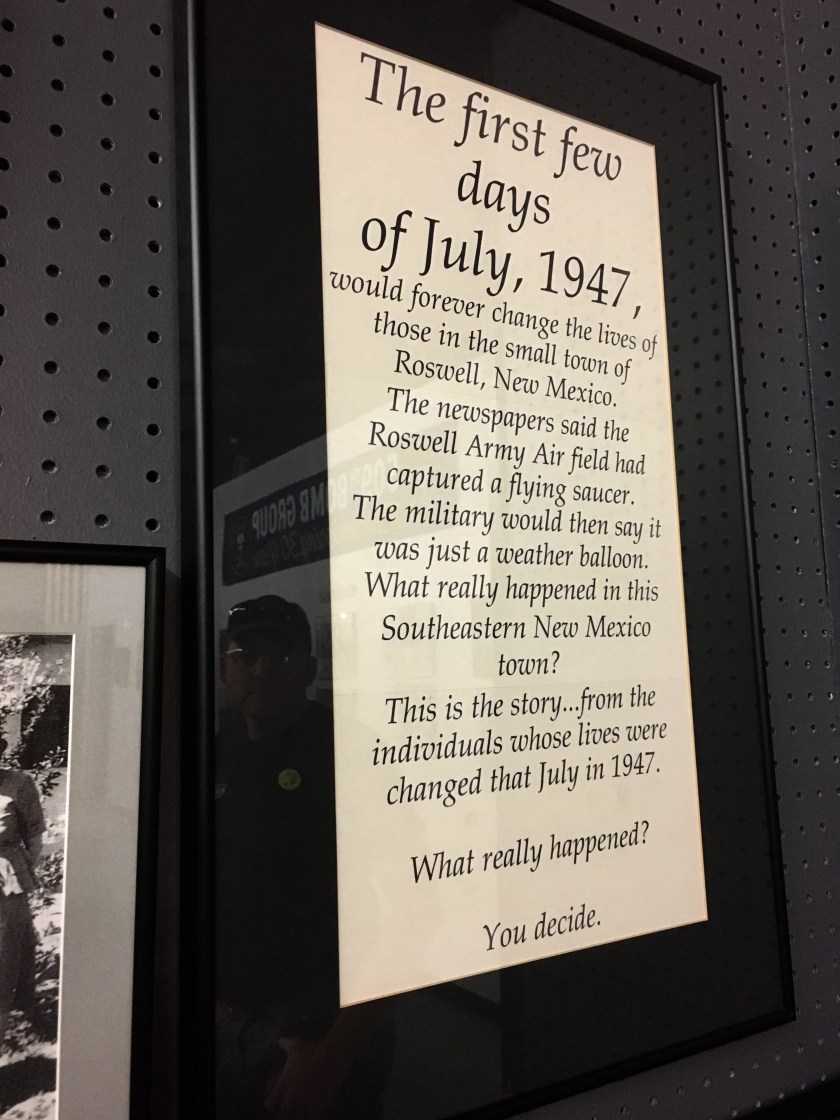 The first few
days
of July, 1947,
would forever change the lives of
those in the small town of
Roswell, New Mexico.
The newspapers said the
Roswell Army Air field had
captured a flying saucer.
The military would then say it
was just a weather balloon.
What really happened in this
Southeastern New Mexico
town?
This is the story...from the
individuals whose lives were
changed that July in 1947.
What really happened?
You decide.
509th BOMB GROUP